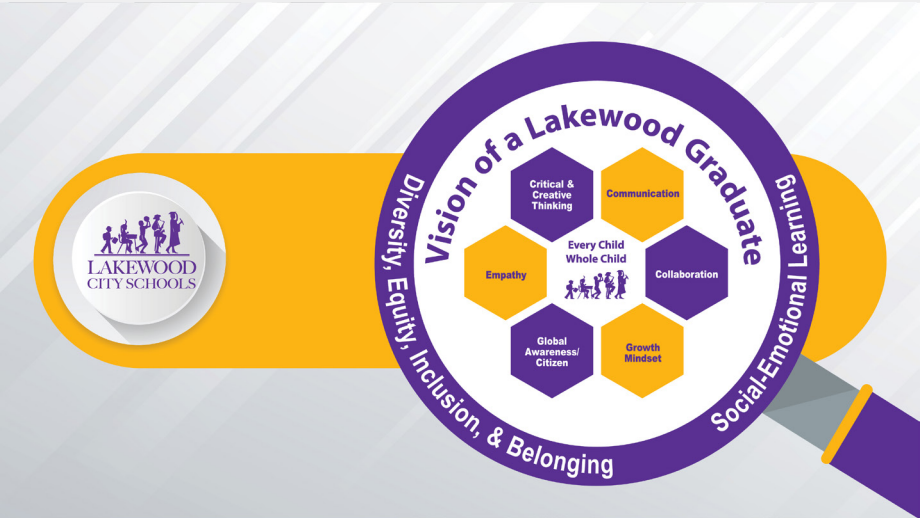 LAKEWOOD
CITY SCHOOLS
Vision of a Lakewood Graduate
Critical &
Creative
Thinking
Communication
Empathy
Every Child
Whole Child
Collaboration
Global
Awareness/
Citizen
Growth
Mindset
Diversity, Equity, Inclusion, & Belonging
Social-Emotional Learning